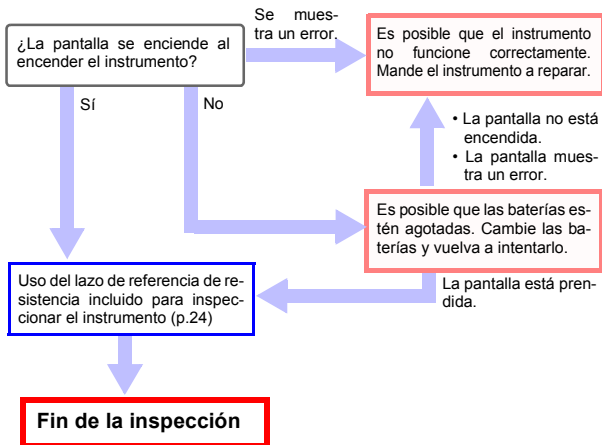 ¿La pantalla se enciende al
encender el instrumento?
Se mues-
tra un error.
Es posible que el instrumento
no funcione correctamente.
Mande el instrumento a reparar.
Sí
No
• La pantalla no está
encendida.
• La pantalla mues-
tra un error.
Es posible que las baterías es-
tén agotadas. Cambie las ba-
terías y vuelva a intentarlo.
La pantalla está pren-
dida.
Uso del lazo de referencia de re-
sistencia incluido para inspec-
cionar el instrumento (p.24)
Fin de la inspección